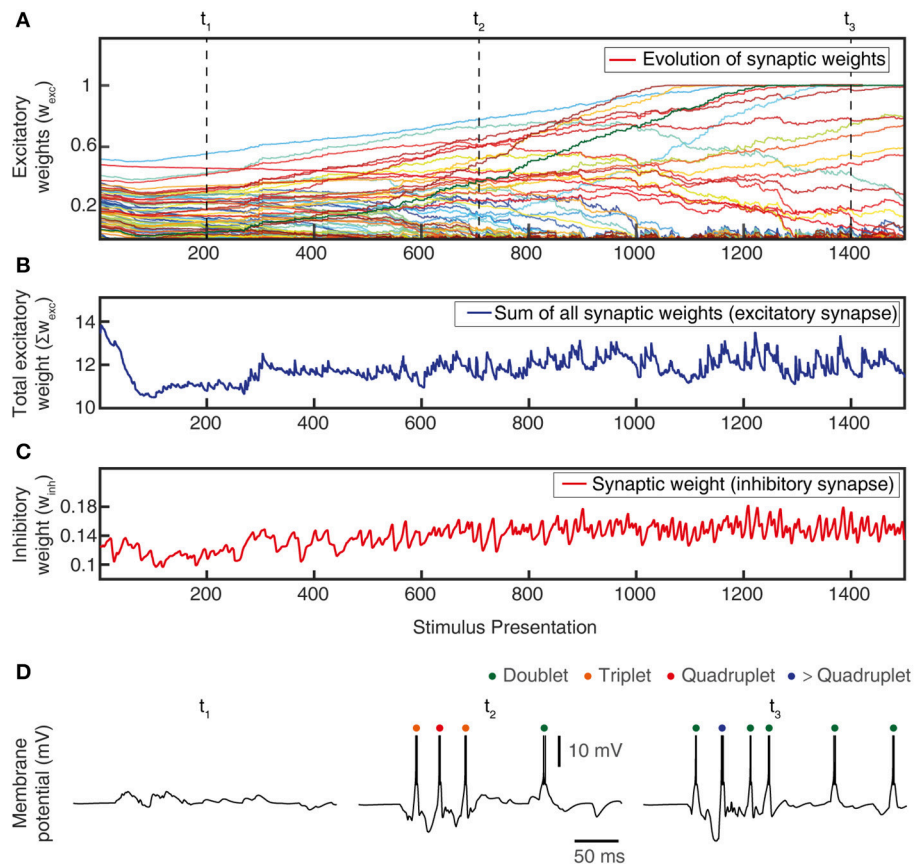 A
t1 t2 t3
Evolution of synaptic weights
Excitatory
weights (wexc)
1
0.6
0.2
200 400 600 800 1000 1200 1400
B
Sum of all synaptic weights (excitatory synapse)
Total excitatory
weight (Σwexc)
14
12
10
200 400 600 800 1000 1200 1400
C
Synaptic weight (inhibitory synapse)
Inhibitory
weight (winh)
0.18
0.14
0.1
200 400 600 800 1000 1200 1400
Stimulus Presentation
D
Doublet Triplet Quadruplet > Quadruplet
t1 t2 t3
Membrane
potential (mV)
10 mV
50 ms